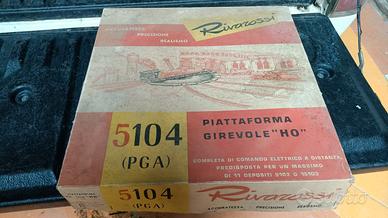 ACCURATEZZA
PRECISIONE
REALISMO
Rivarossi
5104
(PGA)
PIATTAFORMA
GIREVOLE "HO"
COMPLETA DI COMANDO ELETTRICO A DISTANZA,
PREDISPOSTA PER UN MASSIMO
DI 11 DEPOSITI 5102 O 5103
5104
(PGA)
Rivarossi
ACCURATEZZA PRECISIONE REALISMO